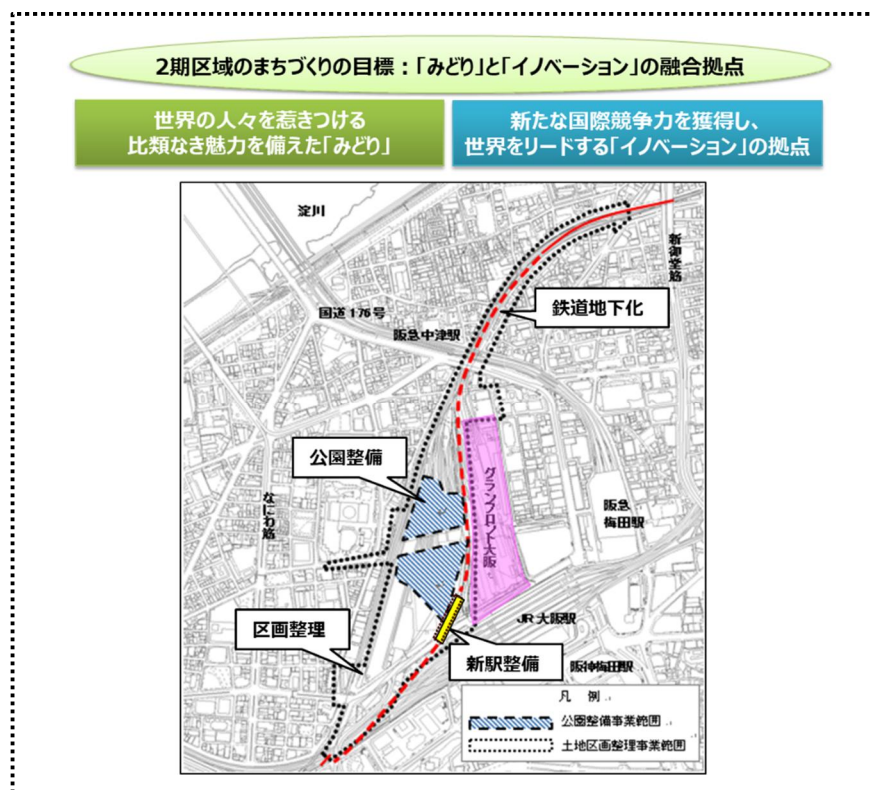 2期区域のまちづくりの目標：「みどり」と「イノベーション」の融合拠点
世界の人々を惹きつける
比類なき魅力を備えた「みどり」
新たな国際競争力を獲得し、
世界をリードする「イノベーション」の拠点
淀川
新御堂筋
国道176号
鉄道地下化
阪急中津駅
公園整備
グランフロント大阪
なにわ筋
阪急
梅田駅
区画整理
JR大阪駅
新駅整備
阪神梅田駅
凡 例
公園整備事業範囲
土地区画整理事業範囲